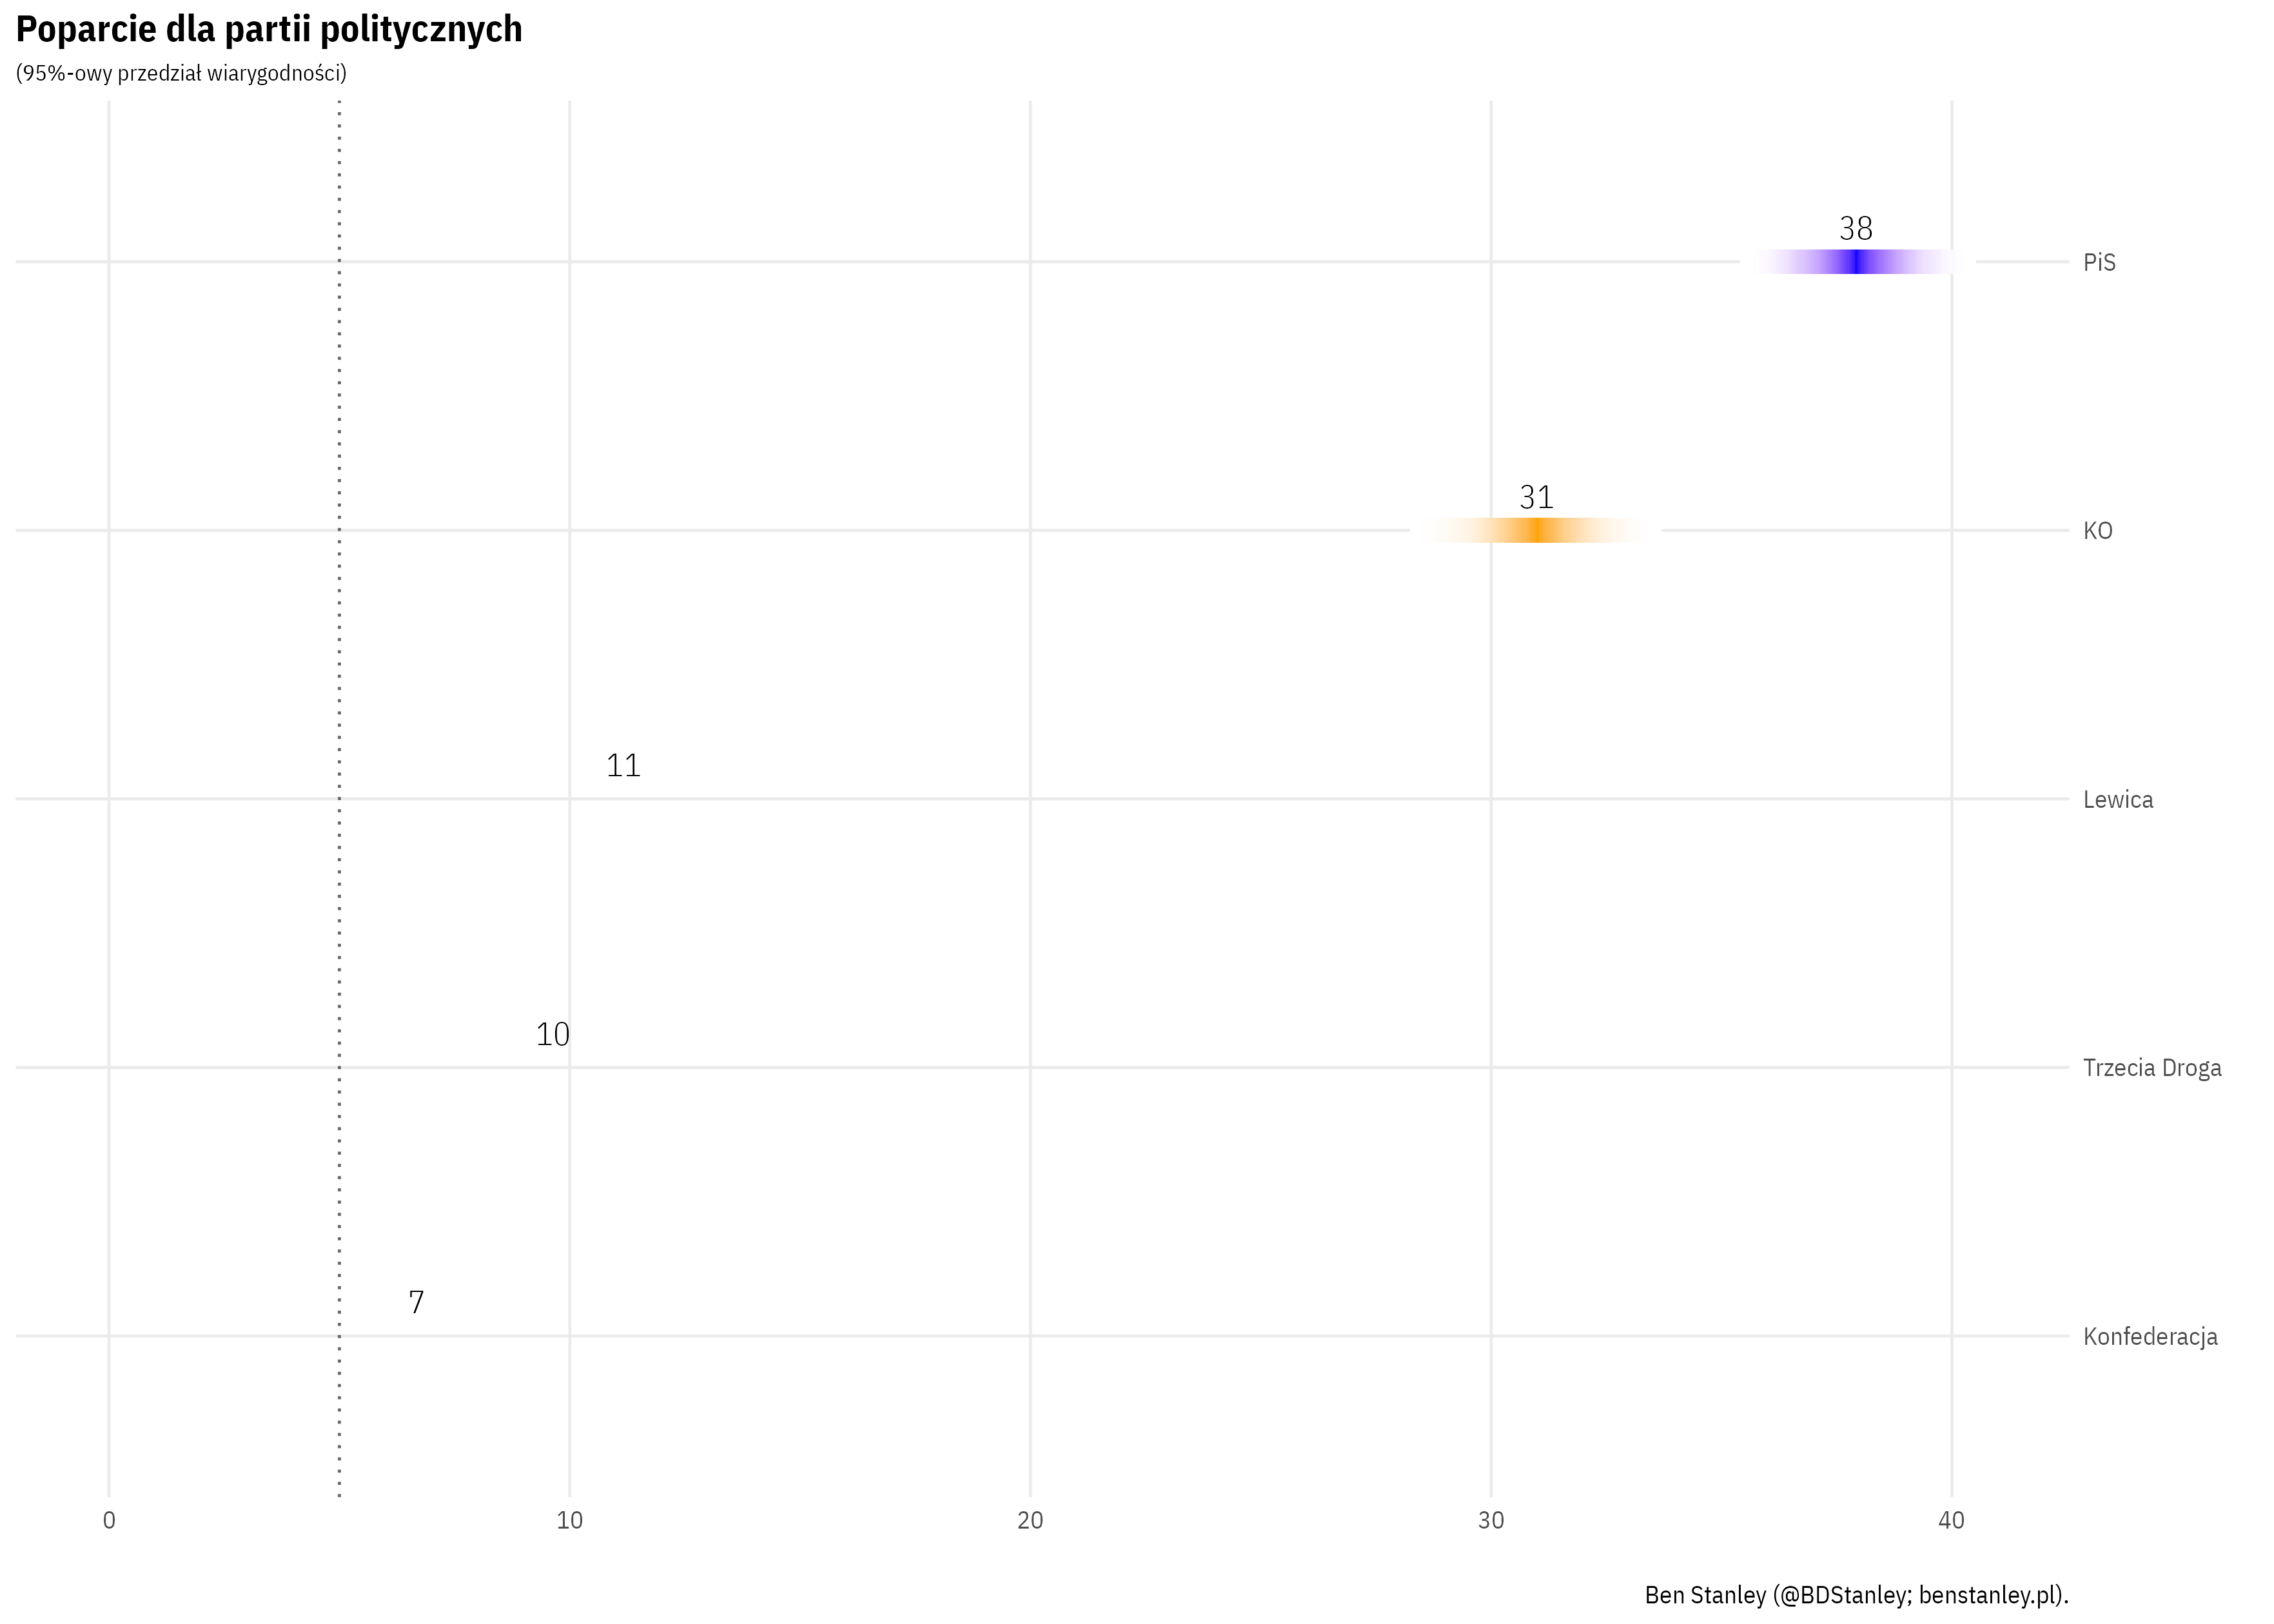 Poparcie dla partii politycznych
(95%-owy przedział wiarygodności)
38
PiS
31
KO
11
Lewica
10
Trzecia Droga
7
Konfederacja
0 10 20 30 40
Ben Stanley (@BDStanley; benstanley.pl).